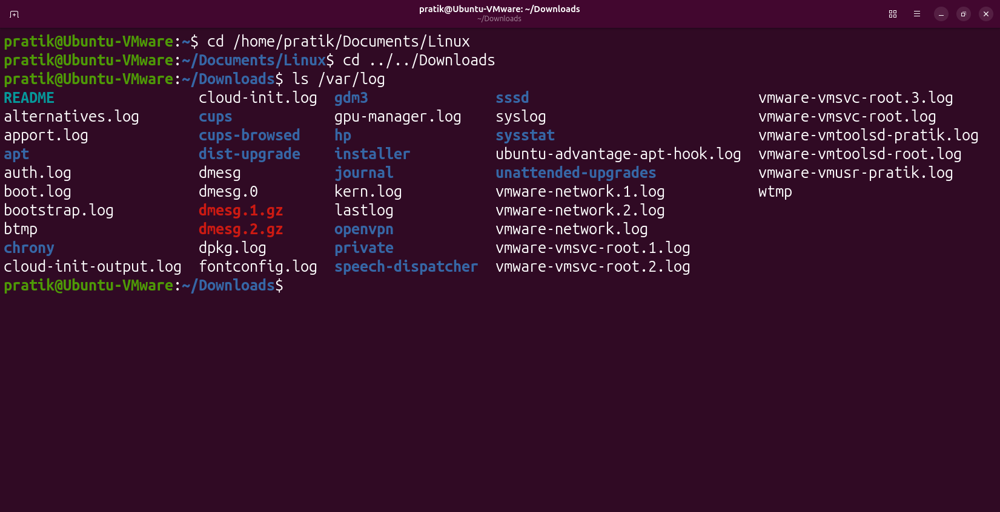 pratik@Ubuntu-VMware: ~/Downloads
~/Downloads
pratik@Ubuntu-VMware:~$ cd /home/pratik/Documents/Linux
pratik@Ubuntu-VMware:~/Documents/Linux$ cd ../../Downloads
pratik@Ubuntu-VMware:~/Downloads$ ls /var/log
README cloud-init.log gdm3 sssd vmware-vmsvc-root.3.log
alternatives.log cups gpu-manager.log syslog vmware-vmsvc-root.log
apport.log cups-browsed hp sysstat vmware-vmtoolsd-pratik.log
apt dist-upgrade installer ubuntu-advantage-apt-hook.log vmware-vmtoolsd-root.log
auth.log dmesg journal unattended-upgrades vmware-vmusr-pratik.log
boot.log dmesg.0 kern.log vmware-network.1.log wtmp
bootstrap.log dmesg.1.gz lastlog vmware-network.2.log
btmp dmesg.2.gz openvpn vmware-network.log
chrony dpkg.log private vmware-vmsvc-root.1.log
cloud-init-output.log fontconfig.log speech-dispatcher vmware-vmsvc-root.2.log
pratik@Ubuntu-VMware:~/Downloads$